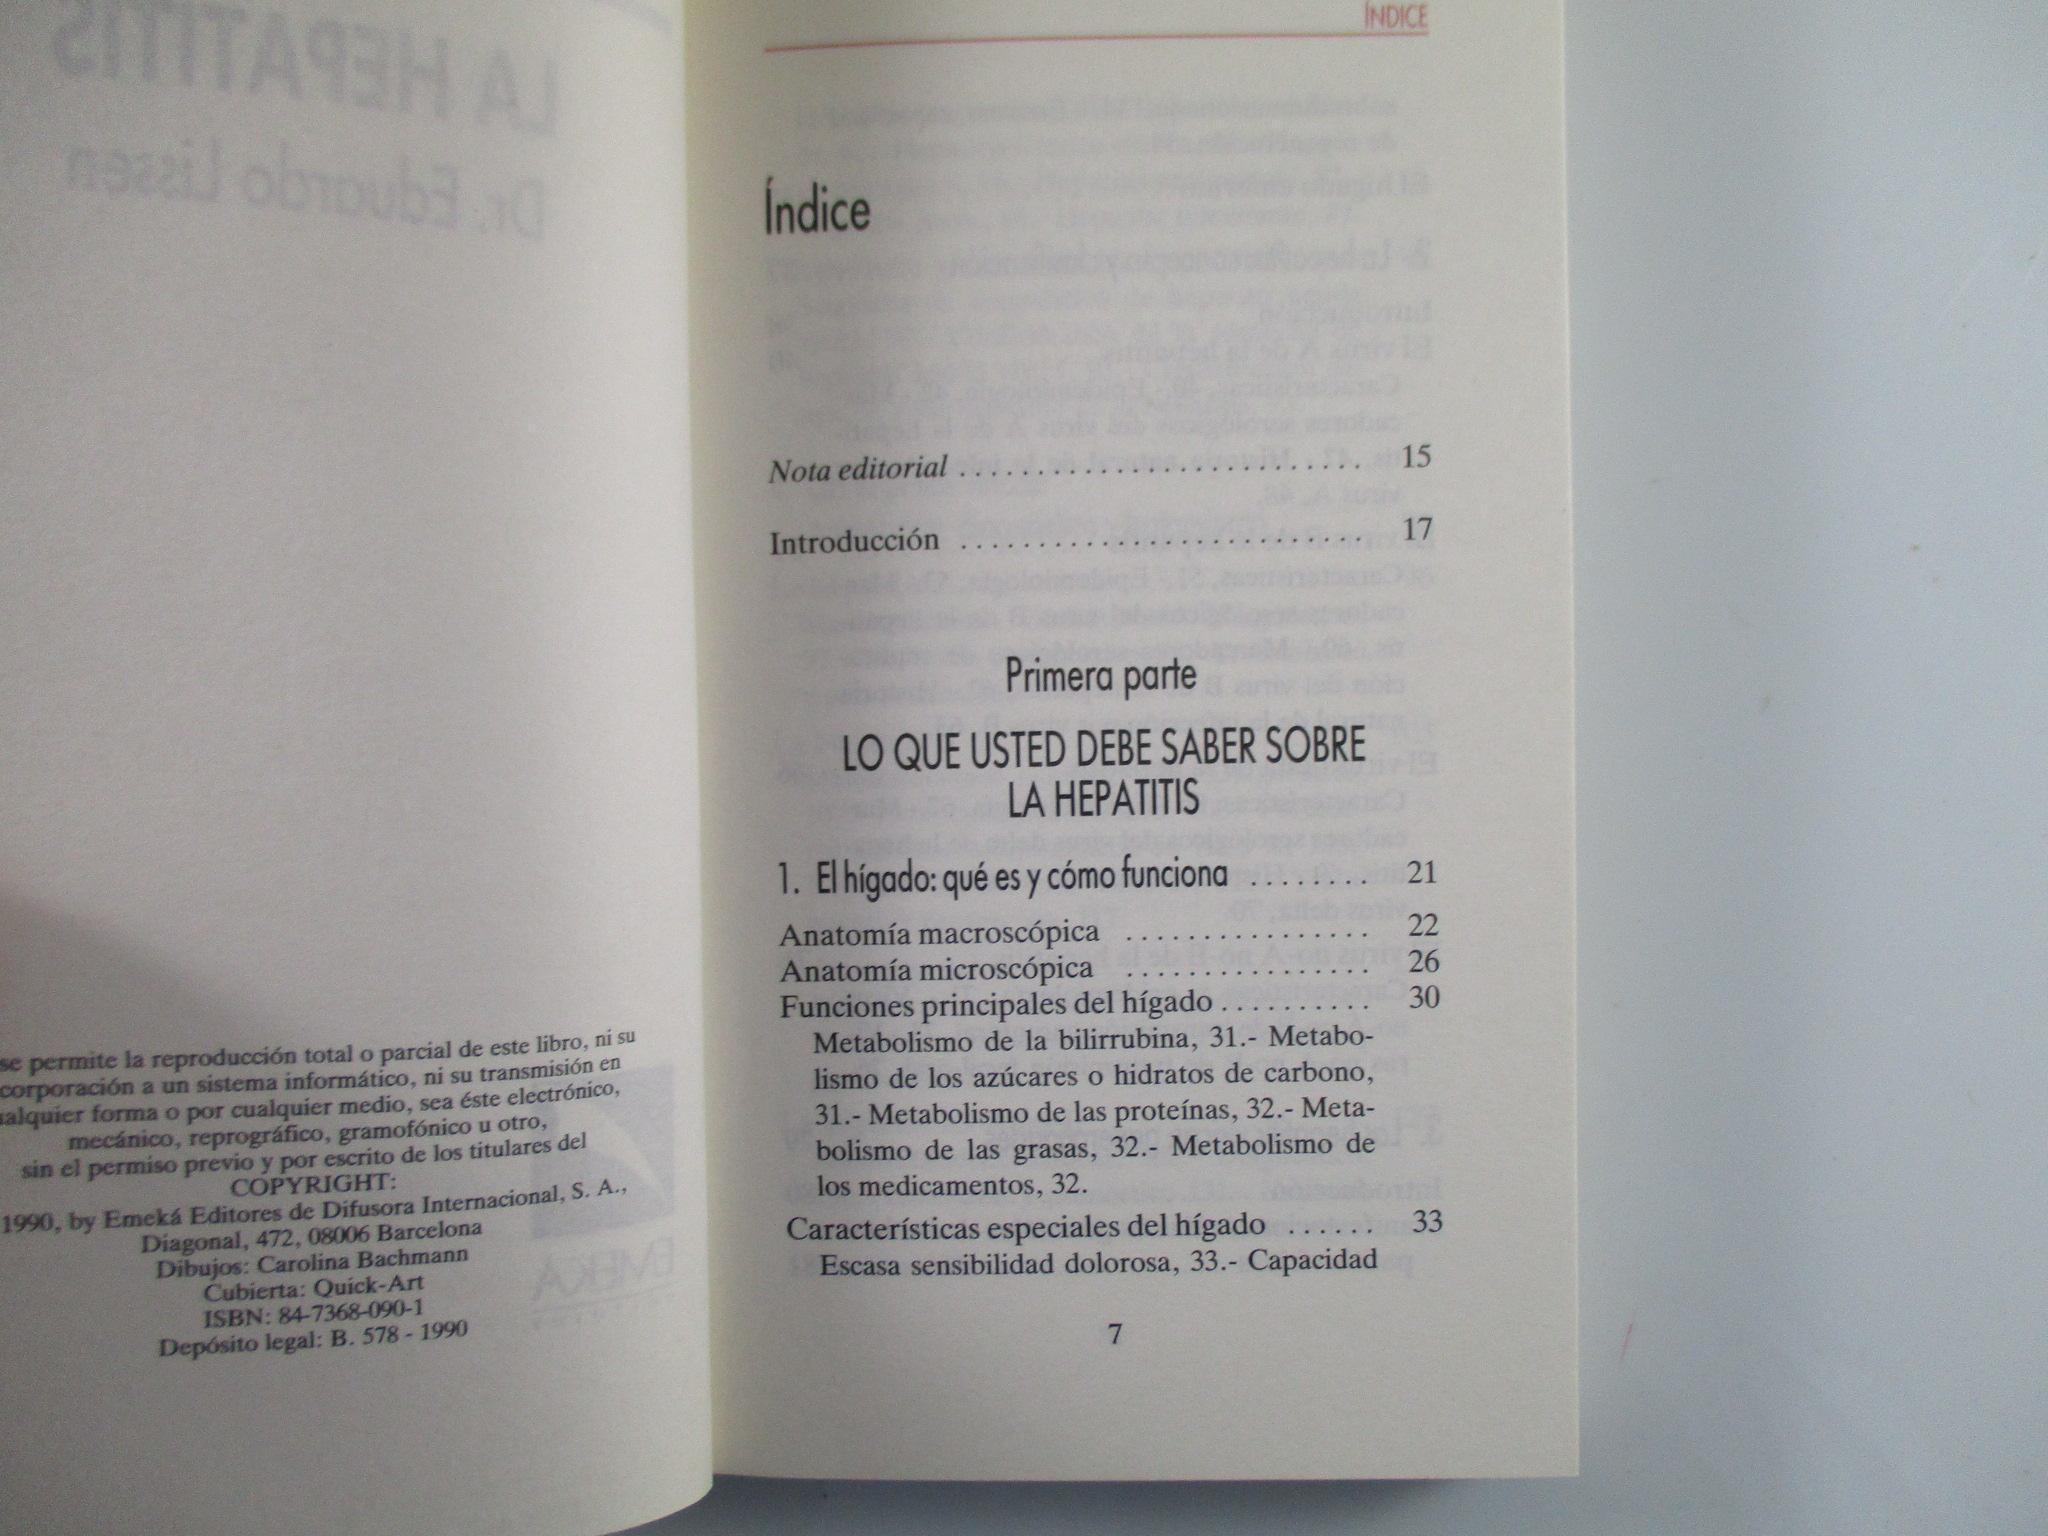 LA HEPATITIS
Dr. Eduardo Lissen
se permite la reproducción total o parcial de este libro, ni su
corporación a un sistema informático, ni su transmisión en
alquier forma o por cualquier medio, sea éste electrónico,
mecánico, reprográfico, gramofónico u otro,
sin el permiso previo y por escrito de los titulares del
COPYRIGHT:
1990, by Emeká Editores de Difusora Internacional, S. A.,
Diagonal, 472, 08006 Barcelona
Dibujos: Carolina Bachmann
Cubierta: Quick-Art
ISBN: 84-7368-090-1
Depósito legal: B. 578 - 1990
EMEKÁ
ÍNDICE
Índice
Nota editorial .......................... 15
Introducción .......................... 17
Primera parte
LO QUE USTED DEBE SABER SOBRE
LA HEPATITIS
1. El hígado: qué es y cómo funciona ........ 21
Anatomía macroscópica ................ 22
Anatomía microscópica ................ 26
Funciones principales del hígado .......... 30
Metabolismo de la bilirrubina, 31.- Metabo-
lismo de los azúcares o hidratos de carbono,
31.- Metabolismo de las proteínas, 32.- Meta-
bolismo de las grasas, 32.- Metabolismo de
los medicamentos, 32.
Características especiales del hígado ...... 33
Escasa sensibilidad dolorosa, 33.- Capacidad
7